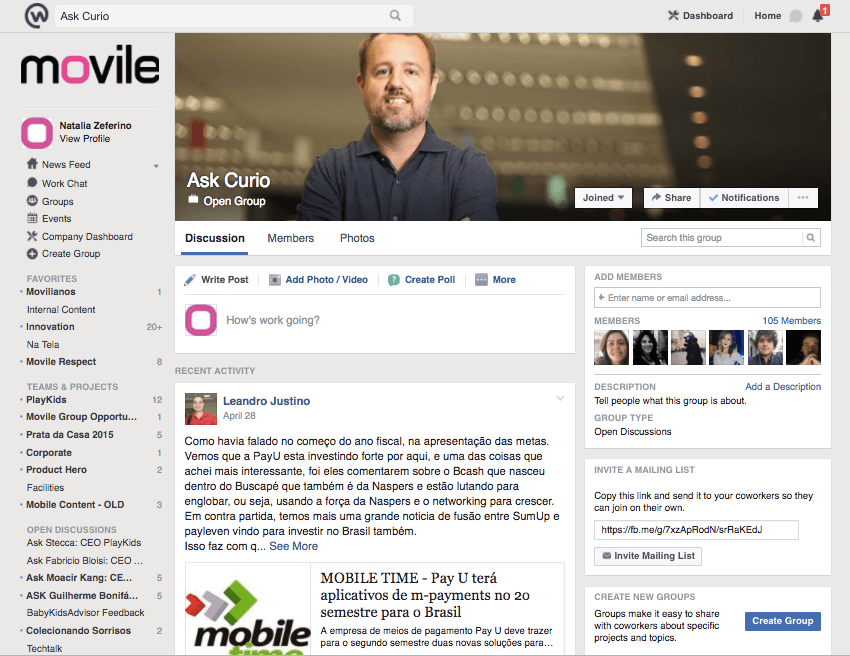 Ask Curio
Dashboard
Home
1
movile
Natalia Zeferino
View Profile
News Feed
Work Chat
Groups
Events
Company Dashboard
Create Group
FAVORITES
Movilianos 1
Internal Content
Innovation 20+
Na Tela
Movile Respect 8
TEAMS & PROJECTS
PlayKids 12
Movile Group Opportu... 1
Prata da Casa 2015 5
Corporate 1
Product Hero 2
Facilities
Mobile Content - OLD 3
OPEN DISCUSSIONS
Ask Stecca: CEO PlayKids
Ask Fabricio Bloisi: CEO ...
Ask Moacir Kang: CE... 5
ASK Guilherme Bonifá... 5
BabyKidsAdvisor Feedback
Colecionando Sorrisos 2
Techtalk
Ask Curio
Open Group
Joined
Share
Notifications
Discussion
Members
Photos
Search this group
Write Post
Add Photo / Video
Create Poll
More
How's work going?
RECENT ACTIVITY
Leandro Justino
April 28
Como havia falado no começo do ano fiscal, na apresentação das metas.
Vemos que a PayU esta investindo forte por aqui, e uma das coisas que
achei mais interessante, foi eles comentarem sobre o Bcash que nasceu
dentro do Buscapé que também é da Naspers e estão lutando para
englobar, ou seja, usando a força da Naspers e o networking para crescer.
Em contra partida, temos mais uma grande noticia de fusão entre SumUp e
payleven vindo para investir no Brasil também.
Isso faz com q... See More
mobile
time
MOBILE TIME - Pay U terá
aplicativos de m-payments no 2o
semestre para o Brasil
A empresa de meios de pagamento Pay U deve trazer
para o segundo semestre duas novas soluções para...
ADD MEMBERS
+ Enter name or email address...
MEMBERS
105 Members
DESCRIPTION
Add a Description
Tell people what this group is about.
GROUP TYPE
Open Discussions
INVITE A MAILING LIST
Copy this link and send it to your coworkers so they
can join on their own.
https://fb.me/g/7xzApRodN/srRaKEdJ
Invite Mailing List
CREATE NEW GROUPS
Groups make it easy to share
with coworkers about specific
projects and topics.
Create Group